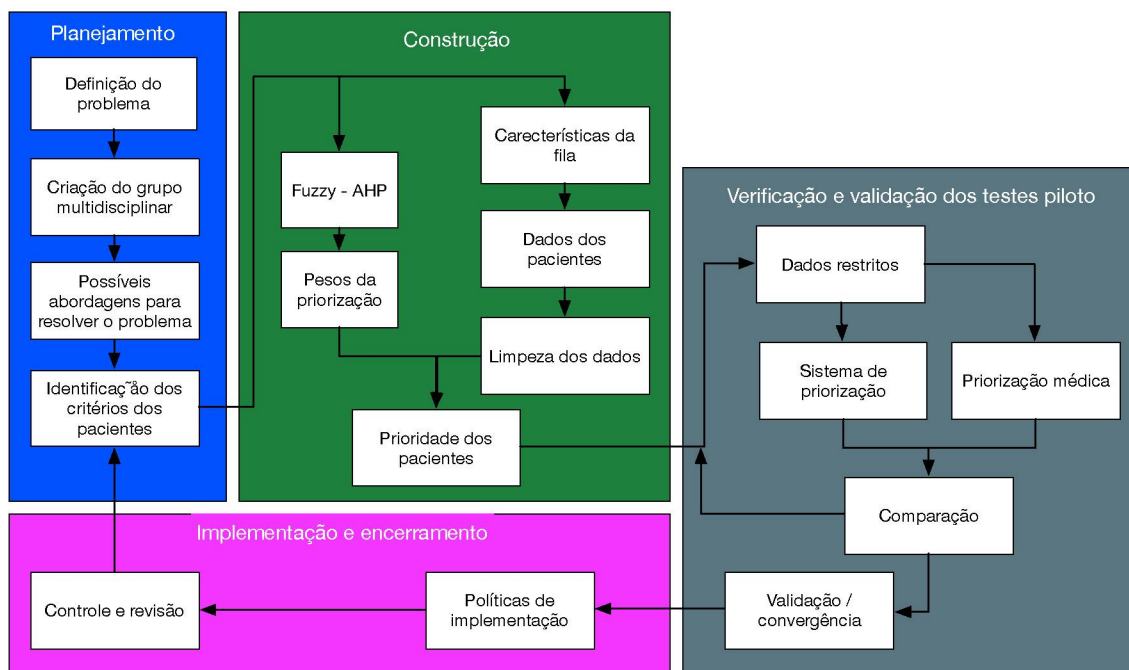 Planejamento
Definição do
problema
Criação do grupo
multidisciplinar
Possíveis
abordagens para
resolver o problema
Identificação dos
critérios dos
pacientes
Construção
Fuzzy - AHP
Pesos da
priorização
Carecterísticas da
fila
Dados dos
pacientes
Limpeza dos dados
Prioridade dos
pacientes
Verificação e validação dos testes piloto
Dados restritos
Sistema de
priorização
Priorização médica
Comparação
Validação /
convergência
Implementação e encerramento
Políticas de
implementação
Controle e revisão